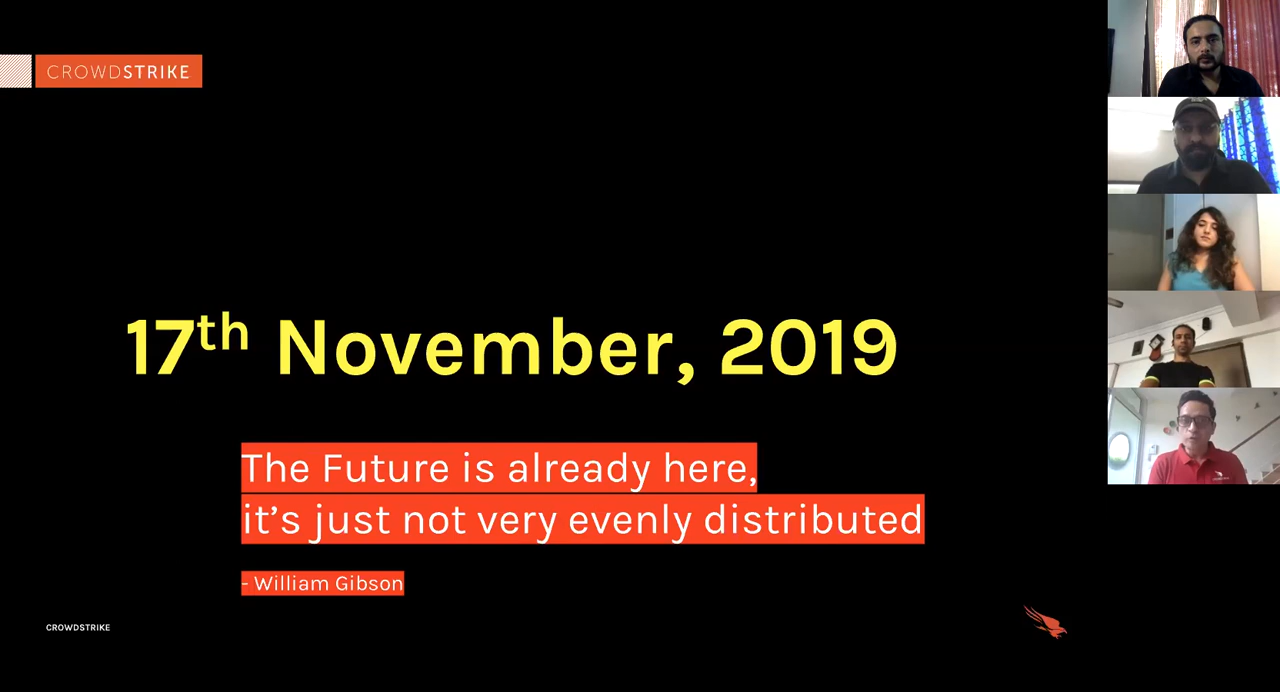 CROWDSTRIKE
17th November, 2019
The Future is already here,
it's just not very evenly distributed
- William Gibson
CROWDSTRIKE